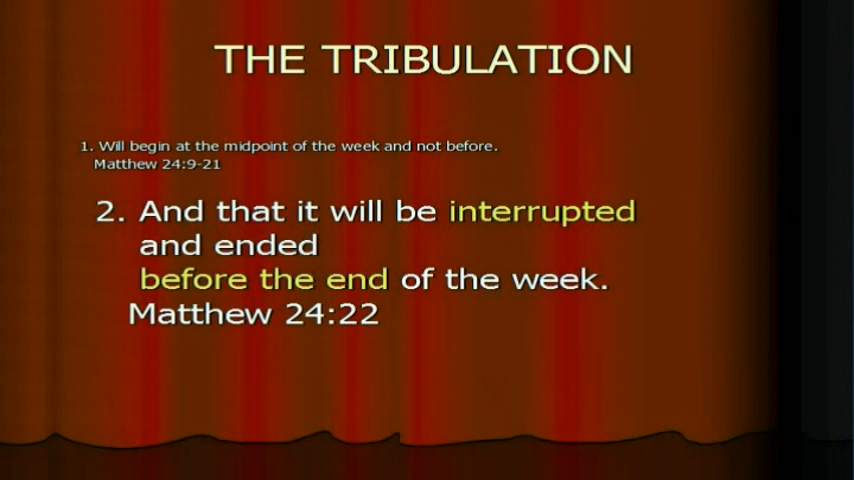 THE TRIBULATION
1. Will begin at the midpoint of the week and not before.
Matthew 24:9-21
2. And that it will be interrupted
and ended
before the end of the week.
Matthew 24:22